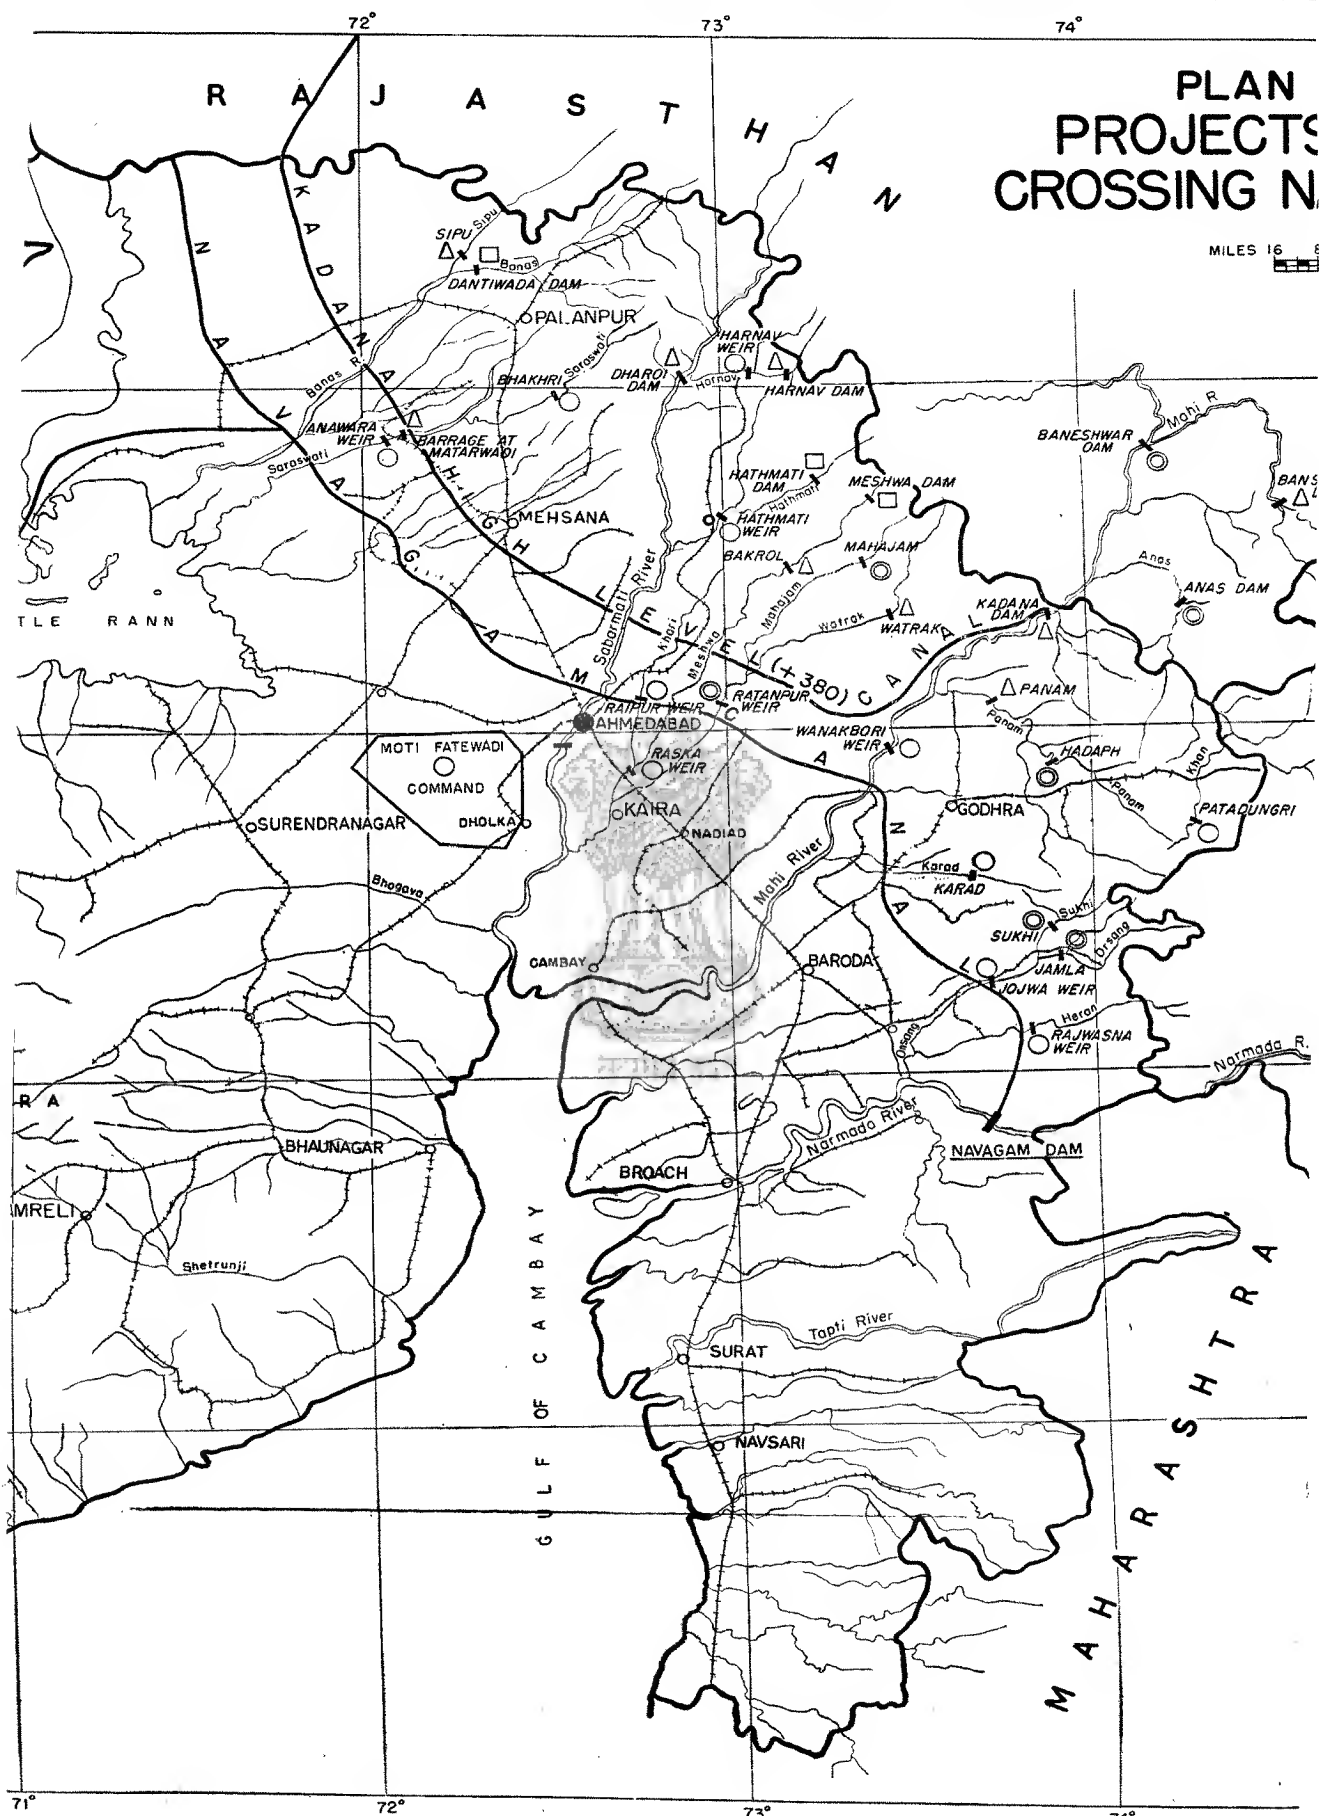 72° 73° 74°
RAJASTHAN
PLAN
PROJECTS
CROSSING
MILES 16 8
KADANA HIGH LEVEL (+380) CANAL
NAVAGAM CANAL
SIPU
Sipu
Banas
DANTIWADA DAM
PALANPUR
HARNAV
WEIR
DHAROI
DAM
Harnav
HARNAV DAM
BHAKHRI
Saraswati
Banas R.
ANAWARA
WEIR
BARRAGE AT
MATARWADI
Saraswati
BANESHWAR
DAM
Mahi R
HATHMATI
DAM
Hathmati
MESHWA DAM
BANS
MEHSANA
HATHMATI
WEIR
BAKROL
MAHAJAM
Mahajam
Anas
ANAS DAM
Sabarmati River
Khari
Meshwa
Watrak
WATRAK
KADANA
DAM
TLE RANN
RAIPUR WEIR
RATANPUR
WEIR
PANAM
Panam
AHMEDABAD
WANAKBORI
WEIR
HADAPH
Khan
MOTI FATEWADI
COMMAND
RASKA
WEIR
Panam
PATADUNGRI
KAIRA
GODHRA
SURENDRANAGAR
DHOLKA
NADIAD
Mahi River
Karad
KARAD
Bhogava
Sukhi
SUKHI
Orsang
JAMLA
CAMBAY
BARODA
JOJWA WEIR
Heran
RAJWASNA
WEIR
Orsang
Narmada R.
RA
Narmada River
NAVAGAM DAM
BHAUNAGAR
BROACH
MRELI
Shetrunji
GULF OF CAMBAY
Tapti River
SURAT
NAVSARI
MAHARASHTRA
71° 72° 73°